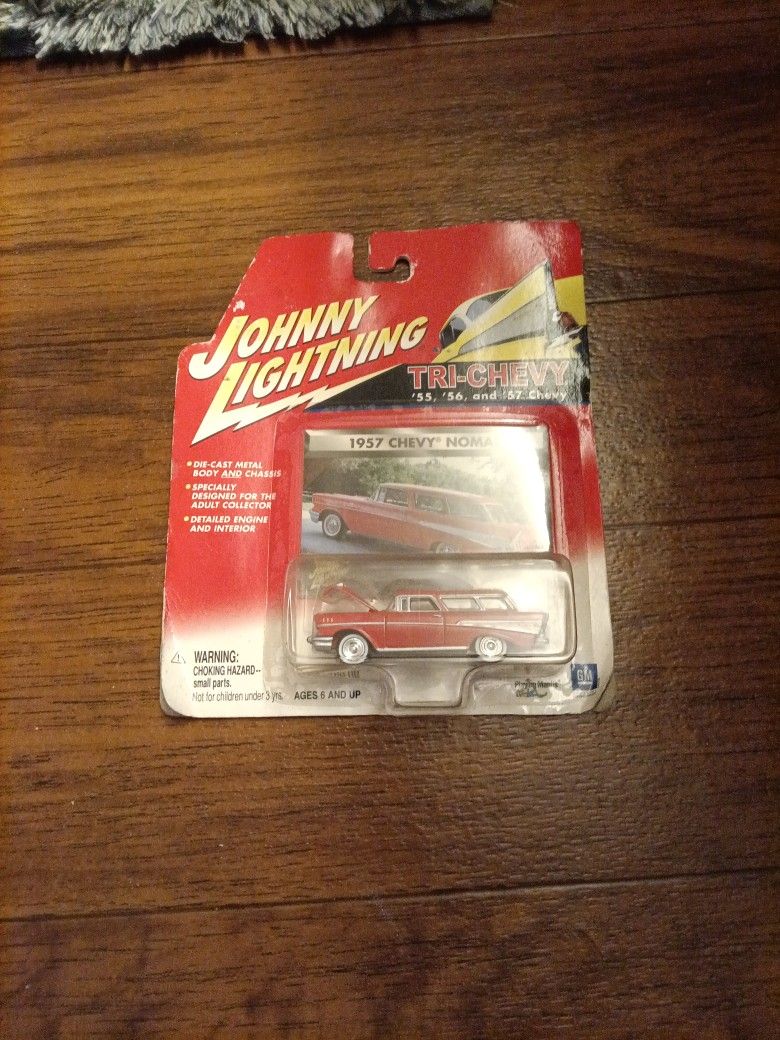 JOHNNY
LIGHTNING
TRI-CHEVY
'55, '56, and '57 Chevy
1957 CHEVY® NOMA
• DIE-CAST METAL
BODY AND CHASSIS
• SPECIALLY
DESIGNED FOR THE
ADULT COLLECTOR
• DETAILED ENGINE
AND INTERIOR
WARNING:
CHOKING HAZARD--
small parts.
Not for children under 3 yrs.
AGES 6 AND UP
Playing Mantis
GM